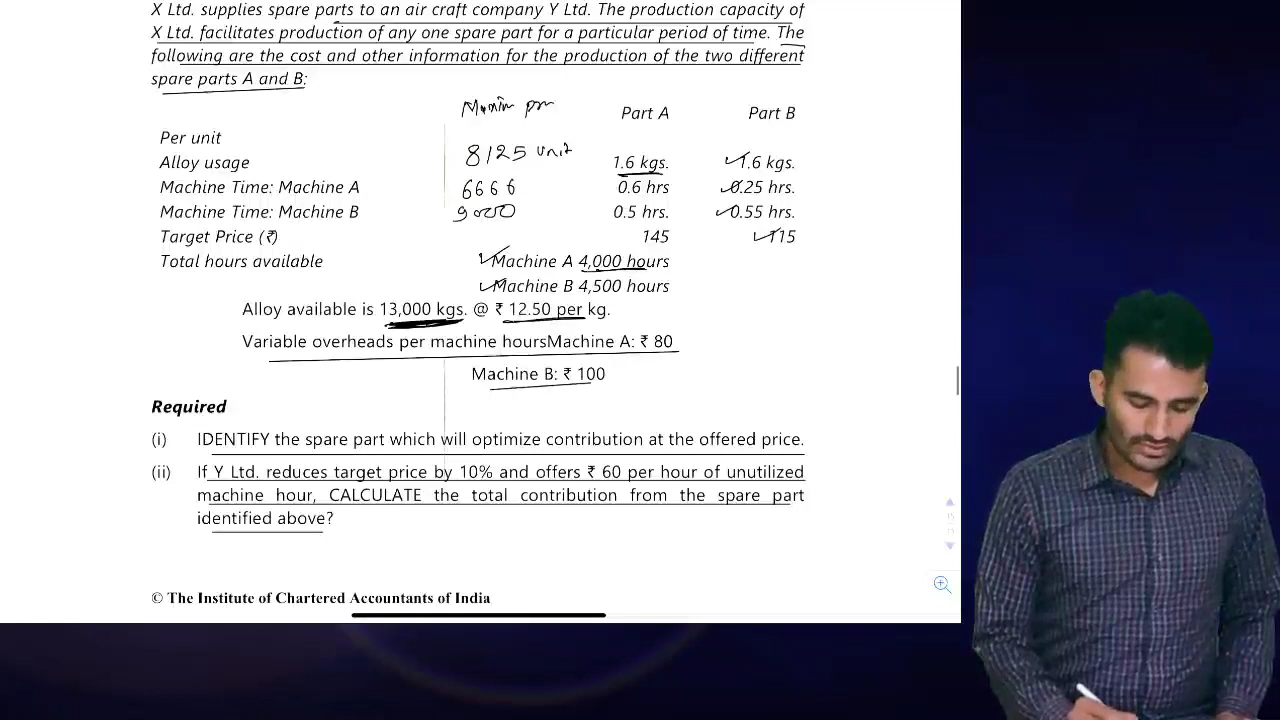 X Ltd. supplies spare parts to an air craft company Y Ltd. The production capacity of
X Ltd. facilitates production of any one spare part for a particular period of time. The
following are the cost and other information for the production of the two different
spare parts A and B:
Part A Part B
Per unit
8125 unit
Alloy usage 1.6 kgs. 1.6 kgs.
Machine Time: Machine A 6666 0.6 hrs 0.25 hrs.
Machine Time: Machine B 9000 0.5 hrs. 0.55 hrs.
Target Price (₹) 145 115
Total hours available Machine A 4,000 hours
Machine B 4,500 hours
Alloy available is 13,000 kgs. @ ₹ 12.50 per kg.
Variable overheads per machine hoursMachine A: ₹ 80
Machine B: ₹ 100
Required
(i) IDENTIFY the spare part which will optimize contribution at the offered price.
(ii) If Y Ltd. reduces target price by 10% and offers ₹ 60 per hour of unutilized
machine hour, CALCULATE the total contribution from the spare part
identified above?
© The Institute of Chartered Accountants of India